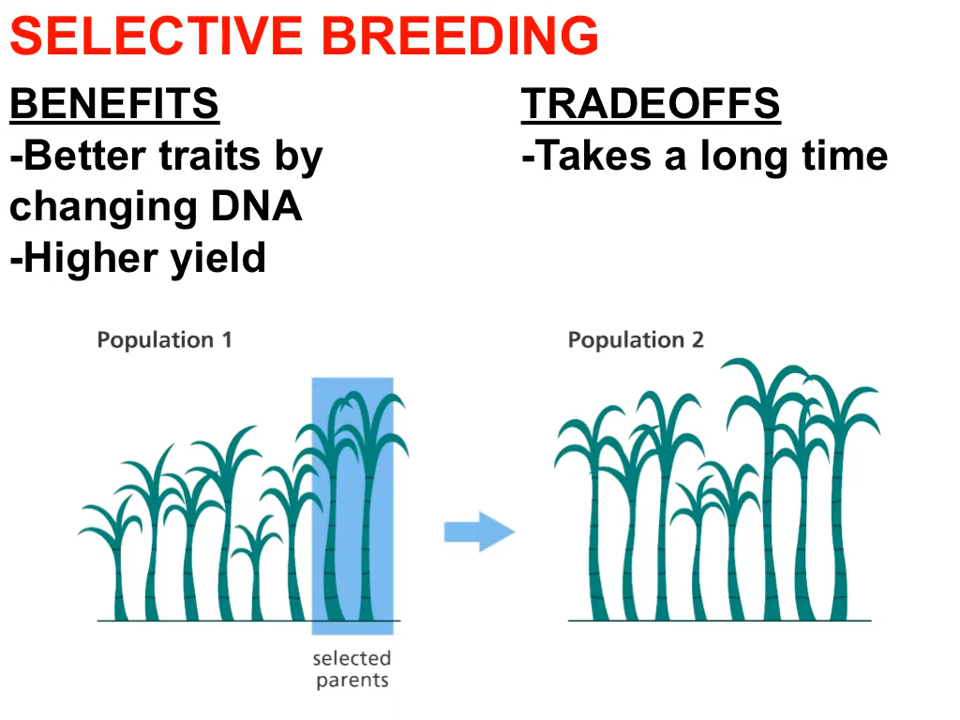 SELECTIVE BREEDING
BENEFITS
-Better traits by
changing DNA
-Higher yield
TRADEOFFS
-Takes a long time
Population 1
Population 2
selected
parents